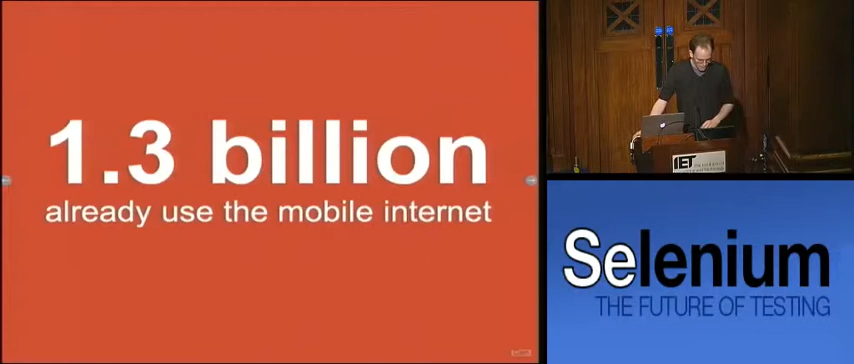 1.3 billion
already use the mobile internet
IET
Selenium
THE FUTURE OF TESTING